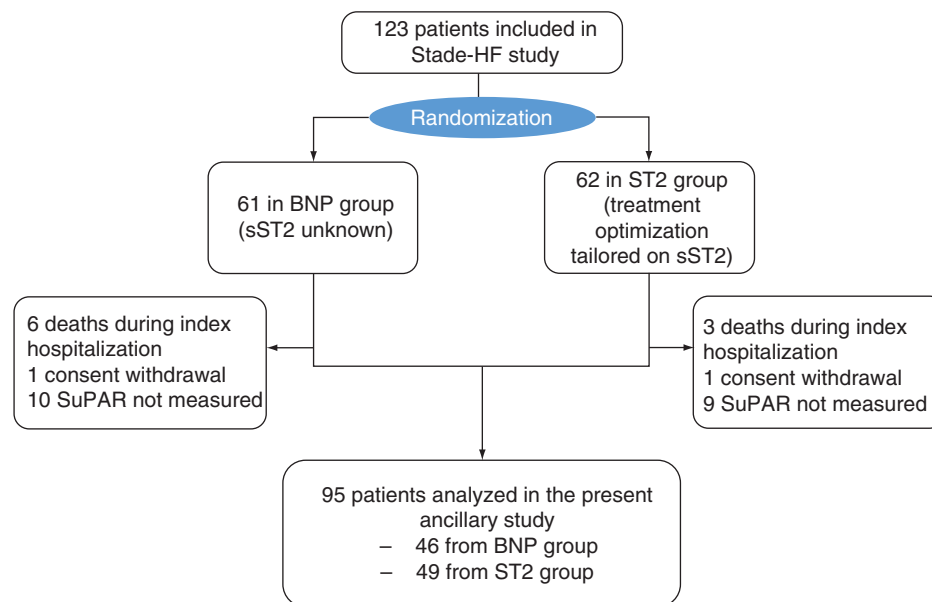 123 patients included in
Stade-HF study
Randomization
61 in BNP group
(sST2 unknown)
62 in ST2 group
(treatment
optimization
tailored on sST2)
6 deaths during index
hospitalization
1 consent withdrawal
10 SuPAR not measured
3 deaths during index
hospitalization
1 consent withdrawal
9 SuPAR not measured
95 patients analyzed in the present
ancillary study
– 46 from BNP group
– 49 from ST2 group